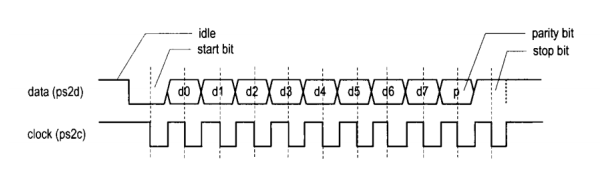 idle
start bit
parity bit
stop bit
data (ps2d)
d0 d1 d2 d3 d4 d5 d6 d7 p
clock (ps2c)